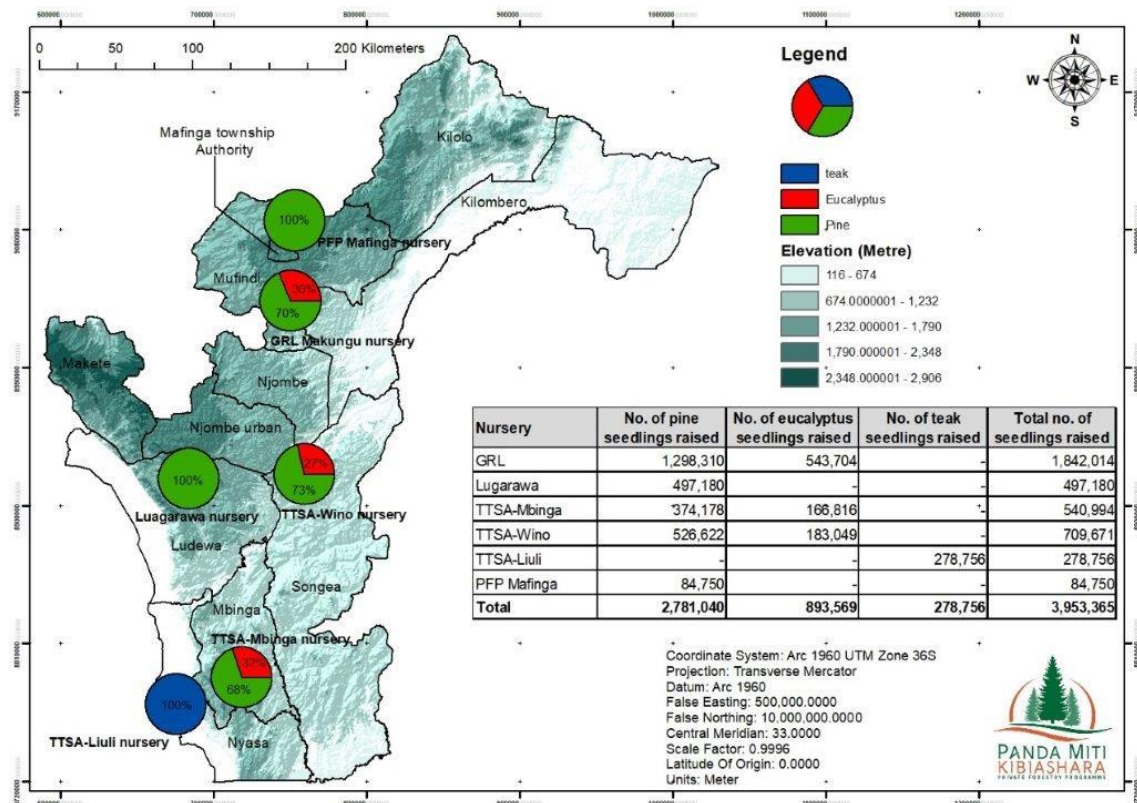 600000 700000 800000 900000 1000000 1100000 1200000
0 50 100 200 Kilometers
Legend
teak
Eucalyptus
Pine
Elevation (Metre)
116 - 674
674.0000001 - 1,232
1,232.000001 - 1,790
1,790.000001 - 2,348
2,348.000001 - 2,906
N
W E
S
Kilolo
Mafinga township
Authority
Kilombero
100%
PFP Mafinga nursery
Mufindi
30%
70%
GRL Makungu nursery
Makete
Njombe
Njombe urban
100%
27%
73%
Luagarawa nursery
TTSA-Wino nursery
Ludewa
Songea
Mbinga
TTSA-Mbinga nursery
32%
68%
100%
TTSA-Liuli nursery
Nyasa
Nursery No. of pine seedlings raised No. of eucalyptus seedlings raised No. of teak seedlings raised Total no. of seedlings raised
GRL 1,298,310 543,704 - 1,842,014
Lugarawa 497,180 - - 497,180
TTSA-Mbinga 374,178 166,816 - 540,994
TTSA-Wino 526,622 183,049 - 709,671
TTSA-Liuli - - 278,756 278,756
PFP Mafinga 84,750 - - 84,750
Total 2,781,040 893,569 278,756 3,953,365
Coordinate System: Arc 1960 UTM Zone 36S
Projection: Transverse Mercator
Datum: Arc 1960
False Easting: 500,000.0000
False Northing: 10,000,000.0000
Central Meridian: 33.0000
Scale Factor: 0.9996
Latitude Of Origin: 0.0000
Units: Meter
PANDA MITI
KIBIASHARA
PRIVATE FORESTRY PROGRAMME